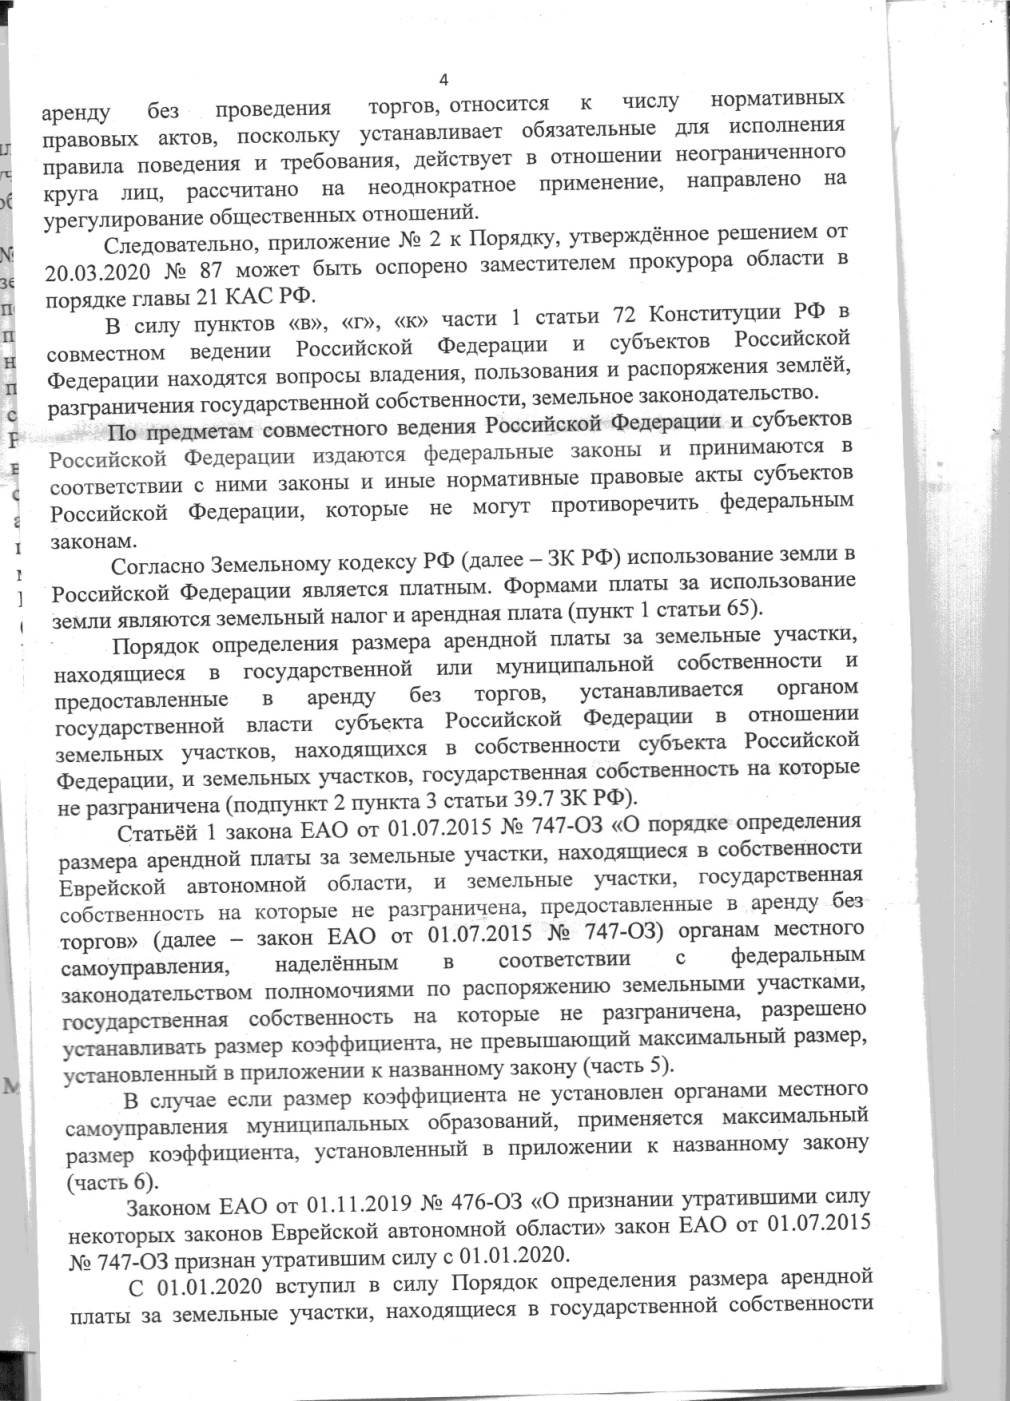 4
аренду без проведения торгов, относится к числу нормативных
правовых актов, поскольку устанавливает обязательные для исполнения
правила поведения и требования, действует в отношении неограниченного
круга лиц, рассчитано на неоднократное применение, направлено на
урегулирование общественных отношений.
Следовательно, приложение № 2 к Порядку, утверждённое решением от
20.03.2020 № 87 может быть оспорено заместителем прокурора области в
порядке главы 21 КАС РФ.
В силу пунктов «в», «г», «к» части 1 статьи 72 Конституции РФ в
совместном ведении Российской Федерации и субъектов Российской
Федерации находятся вопросы владения, пользования и распоряжения землёй,
разграничения государственной собственности, земельное законодательство.
По предметам совместного ведения Российской Федерации и субъектов
Российской Федерации издаются федеральные законы и принимаются в
соответствии с ними законы и иные нормативные правовые акты субъектов
Российской Федерации, которые не могут противоречить федеральным
законам.
Согласно Земельному кодексу РФ (далее – ЗК РФ) использование земли в
Российской Федерации является платным. Формами платы за использование
земли являются земельный налог и арендная плата (пункт 1 статьи 65).
Порядок определения размера арендной платы за земельные участки,
находящиеся в государственной или муниципальной собственности и
предоставленные в аренду без торгов, устанавливается органом
государственной власти субъекта Российской Федерации в отношении
земельных участков, находящихся в собственности субъекта Российской
Федерации, и земельных участков, государственная собственность на которые
не разграничена (подпункт 2 пункта 3 статьи 39.7 ЗК РФ).
Статьёй 1 закона ЕАО от 01.07.2015 № 747-ОЗ «О порядке определения
размера арендной платы за земельные участки, находящиеся в собственности
Еврейской автономной области, и земельные участки, государственная
собственность на которые не разграничена, предоставленные в аренду без
торгов» (далее – закон ЕАО от 01.07.2015 № 747-ОЗ) органам местного
самоуправления, наделённым в соответствии с федеральным
законодательством полномочиями по распоряжению земельными участками,
государственная собственность на которые не разграничена, разрешено
устанавливать размер коэффициента, не превышающий максимальный размер,
установленный в приложении к названному закону (часть 5).
В случае если размер коэффициента не установлен органами местного
самоуправления муниципальных образований, применяется максимальный
размер коэффициента, установленный в приложении к названному закону
(часть 6).
Законом ЕАО от 01.11.2019 № 476-ОЗ «О признании утратившими силу
некоторых законов Еврейской автономной области» закон ЕАО от 01.07.2015
№ 747-ОЗ признан утратившим силу с 01.01.2020.
С 01.01.2020 вступил в силу Порядок определения размера арендной
платы за земельные участки, находящиеся в государственной собственности